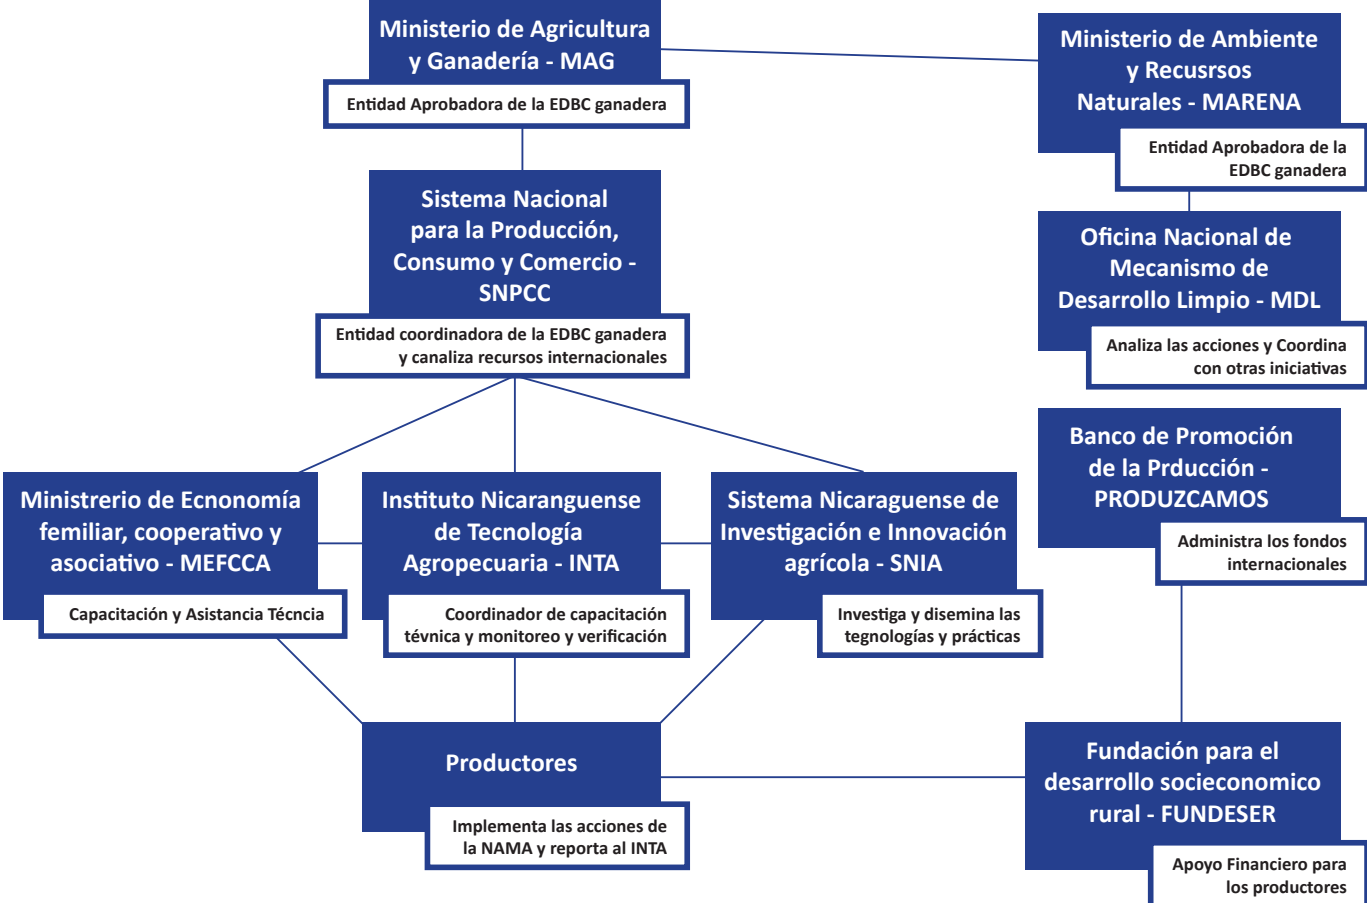 Ministerio de Agricultura
y Ganadería - MAG
Entidad Aprobadora de la EDBC ganadera
Ministerio de Ambiente
y Recusrsos
Naturales - MARENA
Entidad Aprobadora de la
EDBC ganadera
Sistema Nacional
para la Producción,
Consumo y Comercio -
SNPCC
Entidad coordinadora de la EDBC ganadera
y canaliza recursos internacionales
Oficina Nacional de
Mecanismo de
Desarrollo Limpio - MDL
Analiza las acciones y Coordina
con otras iniciativas
Ministrerio de Ecnonomía
femiliar, cooperativo y
asociativo - MEFCCA
Capacitación y Asistancia Técncia
Instituto Nicaranguense
de Tecnología
Agropecuaria - INTA
Coordinador de capacitación
tévnica y monitoreo y verificación
Sistema Nicaraguense de
Investigación e Innovación
agrícola - SNIA
Investiga y disemina las
tegnologías y prácticas
Banco de Promoción
de la Prducción -
PRODUZCAMOS
Administra los fondos
internacionales
Productores
Implementa las acciones de
la NAMA y reporta al INTA
Fundación para el
desarrollo socieconomico
rural - FUNDESER
Apoyo Financiero para
los productores